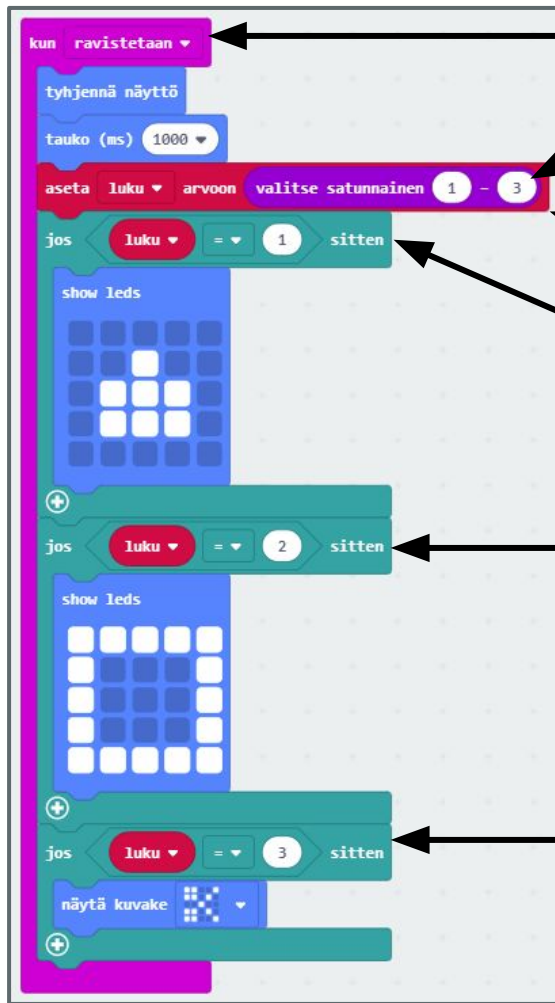 kun ravistetaan
tyhjennä näyttö
tauko (ms) 1000
aseta luku arvoon valitse satunnainen 1 - 3
jos luku = 1 sitten
show leds
jos luku = 2 sitten
show leds
jos luku = 3 sitten
näytä kuvake